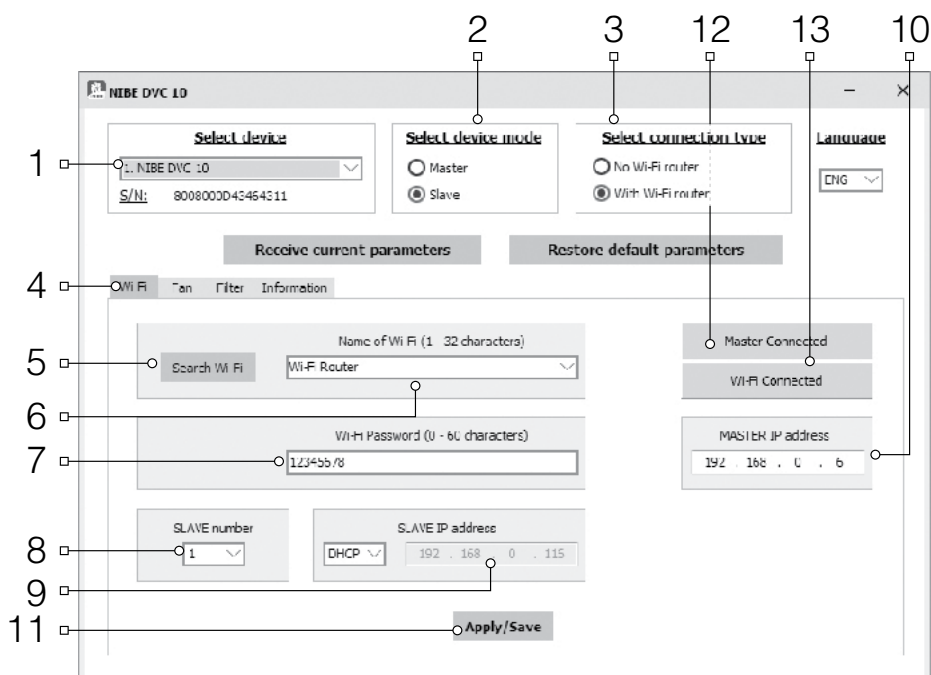 2 3 12 13 10
NIBE DVC 10
Select device
Select device mode
Select connection type
Language
1
1. NIBE DVC 10
Master
No Wi-Fi router
S/N: 8008000D43454311
Slave
With Wi-Fi router
ENG
Receive current parameters
Restore default parameters
4
Wi Fi Fan Filter Information
Name of Wi Fi (1 - 32 characters)
Master Connected
5
Search Wi Fi
Wi-Fi Router
Wi-Fi Connected
6
Wi-Fi Password (0 - 60 characters)
MASTER IP address
7
12345678
192 . 168 . 0 . 6
SLAVE number
SLAVE IP address
8
1
DHCP
192 . 168 . 0 . 115
9
11
Apply/Save